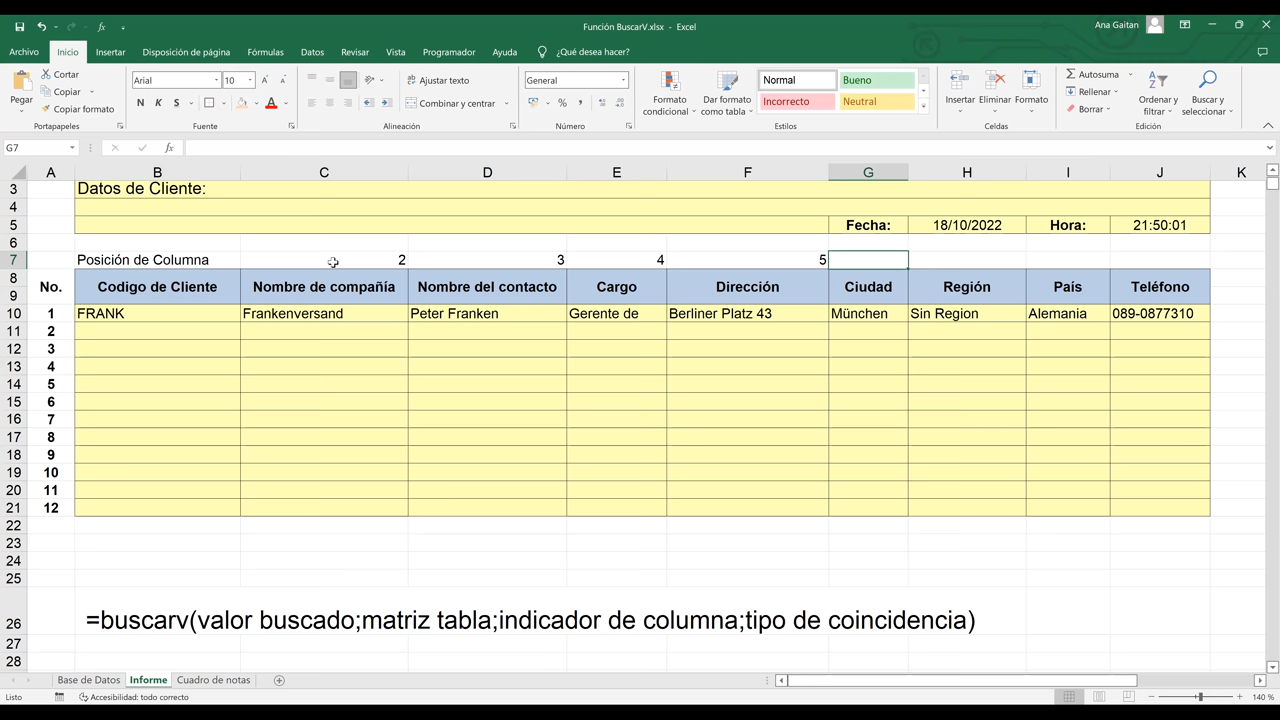 Función BuscarV.xlsx - Excel
Ana Gaitan
Archivo Inicio Insertar Disposición de página Fórmulas Datos Revisar Vista Programador Ayuda ¿Qué desea hacer?
Pegar
Cortar
Copiar
Copiar formato
Portapapeles
Arial 10
N K S
Fuente
Ajustar texto
Combinar y centrar
Alineación
General
Número
Formato condicional
Dar formato como tabla
Normal Bueno
Incorrecto Neutral
Estilos
Insertar Eliminar Formato
Celdas
Autosuma
Rellenar
Borrar
Ordenar y filtrar
Buscar y seleccionar
Edición
G7 fx
A B C D E F G H I J K
3 Datos de Cliente:
4
5 Fecha: 18/10/2022 Hora: 21:50:01
6
7 Posición de Columna 2 3 4 5
8
9
No. Codigo de Cliente Nombre de compañía Nombre del contacto Cargo Dirección Ciudad Región País Teléfono
10 1 FRANK Frankenversand Peter Franken Gerente de Berliner Platz 43 München Sin Region Alemania 089-0877310
11 2
12 3
13 4
14 5
15 6
16 7
17 8
18 9
19 10
20 11
21 12
22
23
24
25
26 =buscarv(valor buscado;matriz tabla;indicador de columna;tipo de coincidencia)
27
28
Base de Datos Informe Cuadro de notas
Listo Accesibilidad: todo correcto 140 %